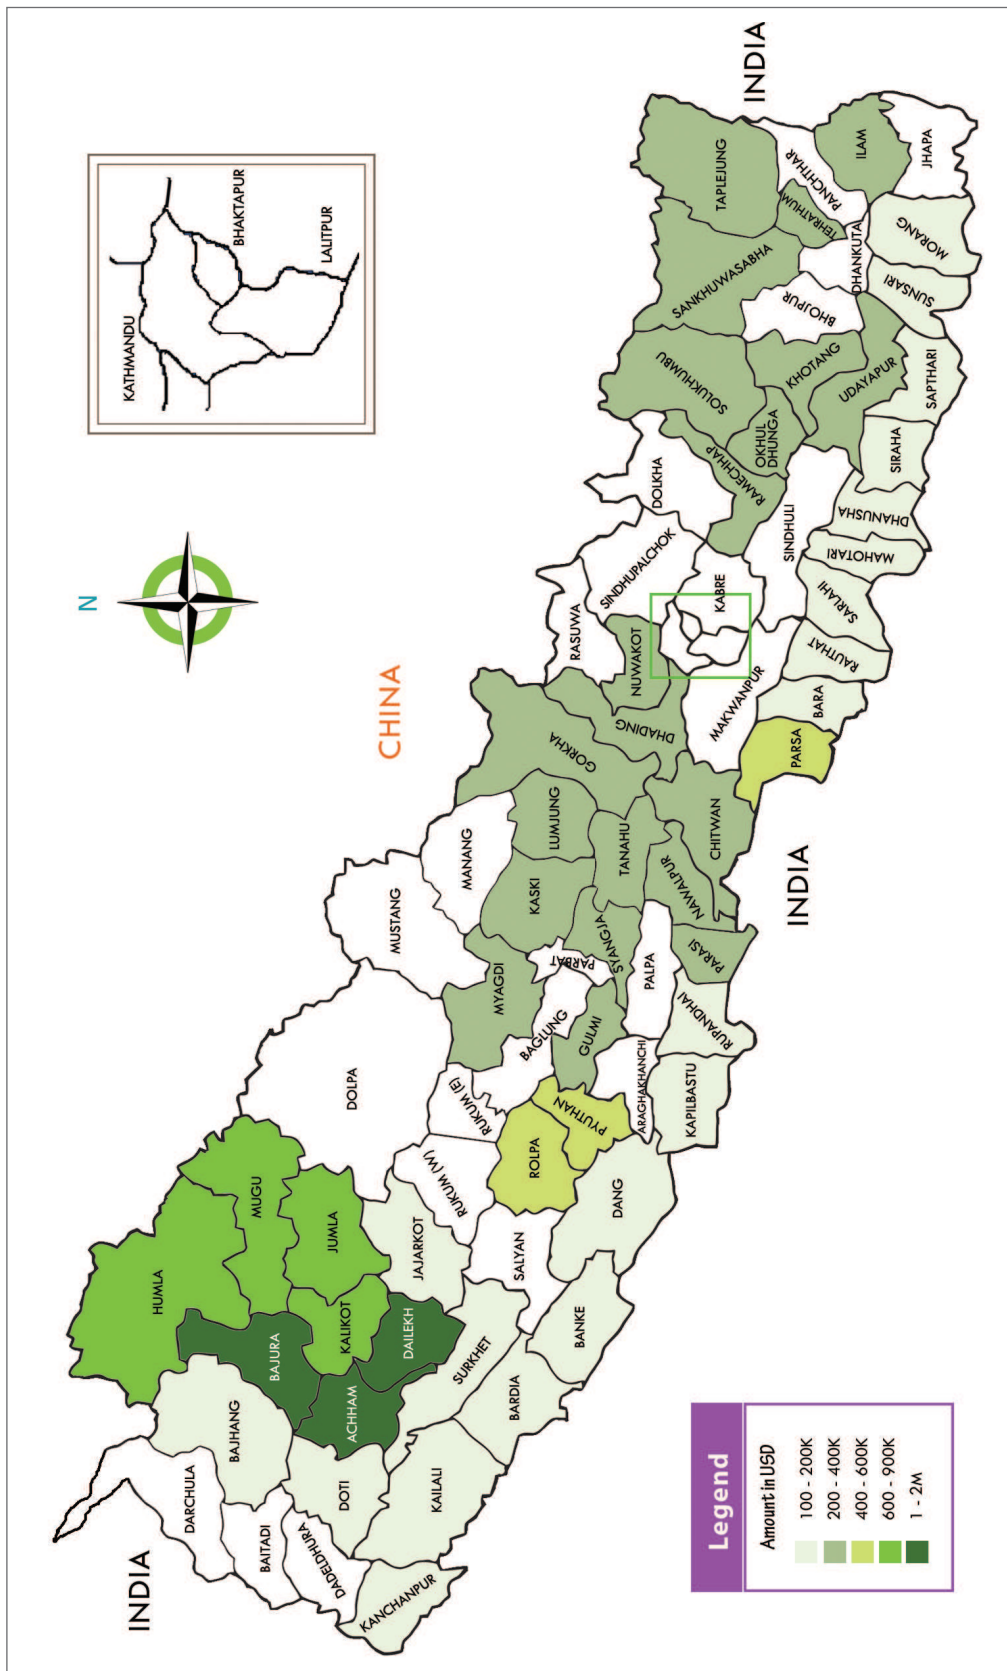 KATHMANDU
BHAKTAPUR
LALITPUR
N
CHINA
INDIA
INDIA
INDIA
DARCHULA
BAITADI
DADELDHURA
KANCHANPUR
BAJHANG
DOTI
KAILALI
HUMLA
BAJURA
ACHHAM
MUGU
JUMLA
KALIKOT
DAILEKH
SURKHET
BARDIA
BANKE
JAJARKOT
SALYAN
DANG
DOLPA
RUKUM (W)
RUKUM (E)
ROLPA
PYUTHAN
MUSTANG
MANANG
MYAGDI
BAGLUNG
PARBAT
GULMI
ARAGHAKHANCHI
KAPILBASTU
RUPANDHAI
PALPA
SYANGJA
KASKI
LUMJUNG
TANAHU
GORKHA
PARASI
NAWALPUR
CHITWAN
DHADING
NUWAKOT
RASUWA
SINDHUPALCHOK
KABRE
MAKWANPUR
PARSA
BARA
RAUTHAT
SARLAHI
MAHOTARI
DHANUSHA
SINDHULI
DOLKHA
RAMECHHAP
OKHUL
DHUNGA
SOLUKHUMBU
KHOTANG
UDAYAPUR
SIRAHA
SAPTHARI
SANKHUWASABHA
BHOJPUR
DHANKUTA
SUNSARI
MORANG
TAPLEJUNG
TEHRATHUM
PANCHTHAR
ILAM
JHAPA
Legend
Amount in USD
100 - 200K
200 - 400K
400 - 600K
600 - 900K
1 - 2M